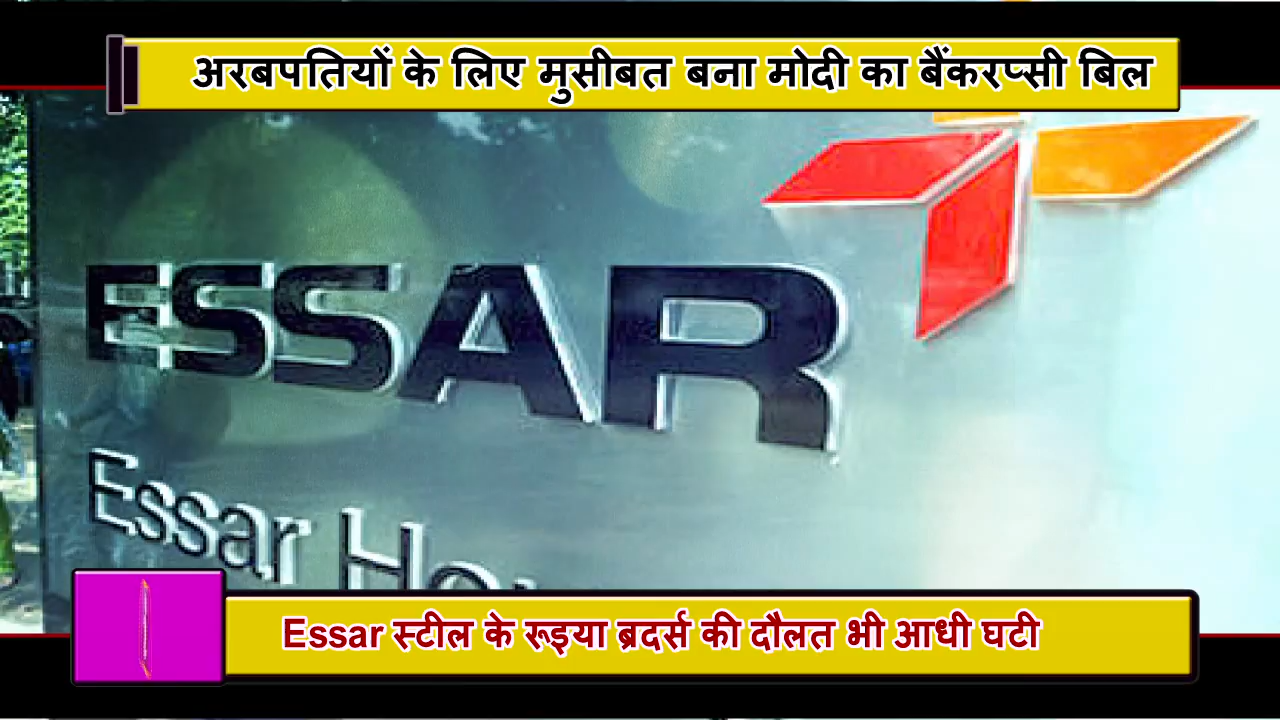 अरबपतियों के लिए मुसीबत बना मोदी का बैंकरप्सी बिल
ESSAR
Essar
Essar स्टील के रूइया ब्रदर्स की दौलत भी आधी घटी